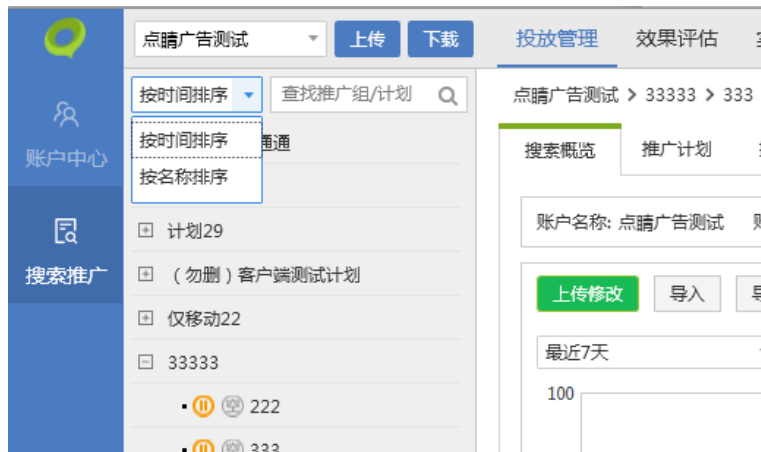 点睛广告测试
上传
下载
投放管理
效果评估
账户中心
搜索推广
按时间排序
查找推广组/计划
按时间排序
按名称排序
通
计划29
（勿删）客户端测试计划
仅移动22
33333
222
333
点睛广告测试 > 33333 > 333
搜索概览
推广计划
账户名称: 点睛广告测试
上传修改
导入
最近7天
100